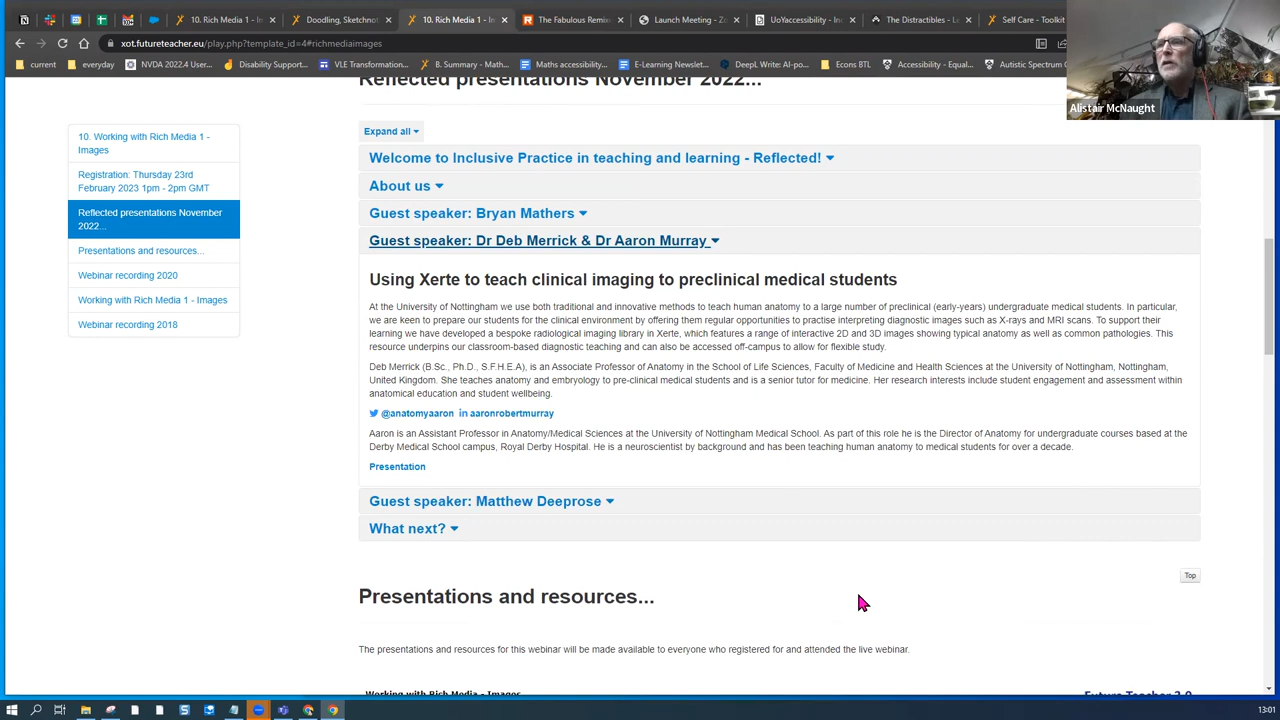 10. Rich Media 1 - In
Doodling, Sketchnot
10. Rich Media 1 - In
The Fabulous Remixe
Launch Meeting - Zo
UoYaccessibility - Inc
The Distractibles - Le
Self Care - Toolkit
xot.futureteacher.eu/play.php?template_id=4#richmediaimages
current
everyday
NVDA 2022.4 User...
Disability Support...
VLE Transformation...
B. Summary - Math...
Maths accessibility...
E-Learning Newslet...
DeepL Write: AI-po...
Econs BTL
Accessibility - Equal...
Autistic Spectrum C
Alistair McNaught
Reflected presentations November 2022...
10. Working with Rich Media 1 -
Images
Registration: Thursday 23rd
February 2023 1pm - 2pm GMT
Reflected presentations November
2022...
Presentations and resources...
Webinar recording 2020
Working with Rich Media 1 - Images
Webinar recording 2018
Expand all
Welcome to Inclusive Practice in teaching and learning - Reflected!
About us
Guest speaker: Bryan Mathers
Guest speaker: Dr Deb Merrick & Dr Aaron Murray
Using Xerte to teach clinical imaging to preclinical medical students
At the University of Nottingham we use both traditional and innovative methods to teach human anatomy to a large number of preclinical (early-years) undergraduate medical students. In particular,
we are keen to prepare our students for the clinical environment by offering them regular opportunities to practise interpreting diagnostic images such as X-rays and MRI scans. To support their
learning we have developed a bespoke radiological imaging library in Xerte, which features a range of interactive 2D and 3D images showing typical anatomy as well as common pathologies. This
resource underpins our classroom-based diagnostic teaching and can also be accessed off-campus to allow for flexible study.
Deb Merrick (B.Sc., Ph.D., S.F.H.E.A), is an Associate Professor of Anatomy in the School of Life Sciences, Faculty of Medicine and Health Sciences at the University of Nottingham, Nottingham,
United Kingdom. She teaches anatomy and embryology to pre-clinical medical students and is a senior tutor for medicine. Her research interests include student engagement and assessment within
anatomical education and student wellbeing.
@anatomyaaron in aaronrobertmurray
Aaron is an Assistant Professor in Anatomy/Medical Sciences at the University of Nottingham Medical School. As part of this role he is the Director of Anatomy for undergraduate courses based at the
Derby Medical School campus, Royal Derby Hospital. He is a neuroscientist by background and has been teaching human anatomy to medical students for over a decade.
Presentation
Guest speaker: Matthew Deeprose
What next?
Top
Presentations and resources...
The presentations and resources for this webinar will be made available to everyone who registered for and attended the live webinar.
Working with Rich Media - Images
Future Teacher 3.0
13:01